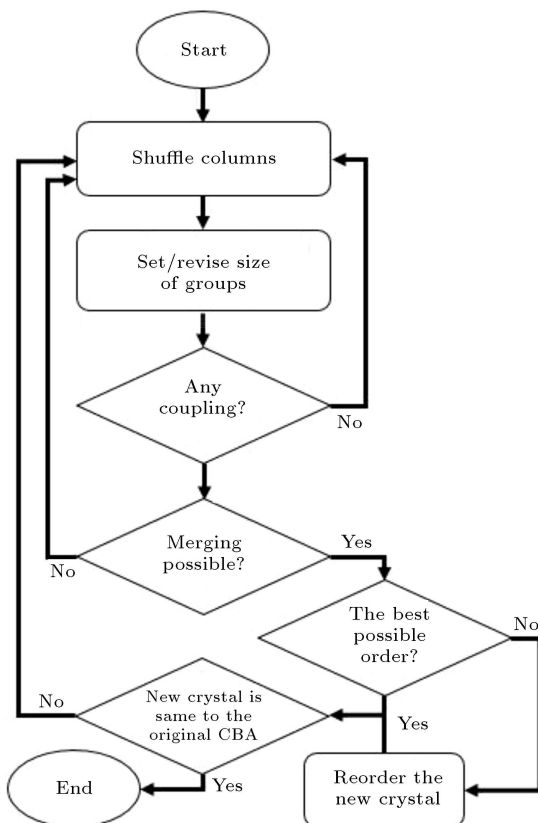 Start
Shuffle columns
Set/revise size
of groups
Any
coupling?
No
Merging
possible?
No
Yes
The best
possible
order?
No
New crystal is
same to the
original CBA
No
Yes
Yes
End
Reorder the
new crystal